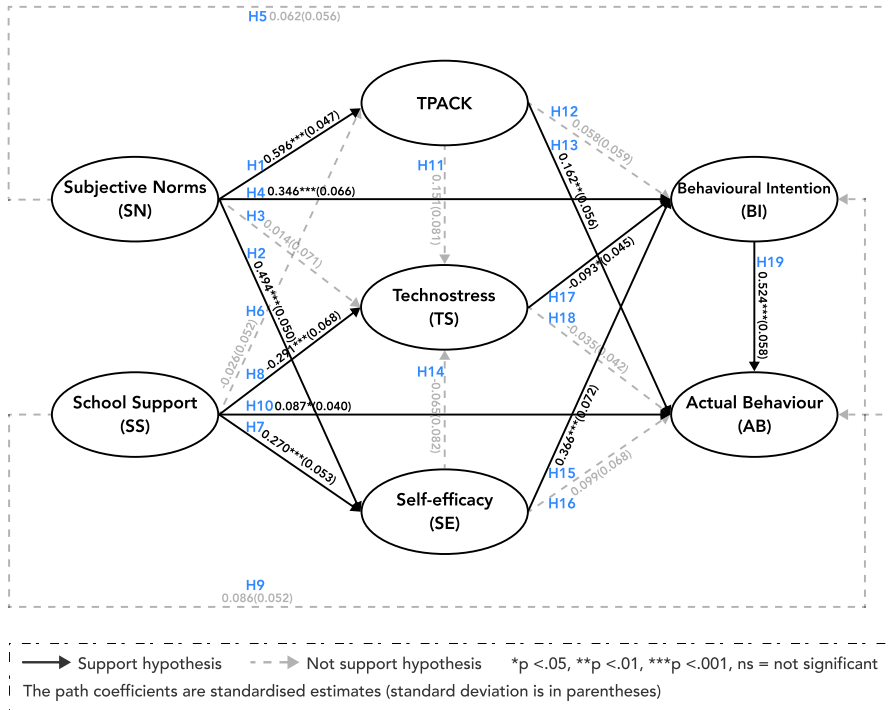 H5 0.062(0.056)
TPACK
H12
0.058(0.059)
H13
0.596***(0.047)
H1
H11
0.162**(0.056)
Subjective Norms
(SN)
H4 0.346***(0.066)
Behavioural Intention
(BI)
H3
0.014(0.071)
0.151(0.081)
H2
0.494***(0.050)
-0.093*(0.045)
H19
0.524***(0.058)
Technostress
(TS)
H17
H6
-0.026(0.052)
H18
-0.035(0.042)
-0.291***(0.068)
H8
H14
-0.065(0.082)
School Support
(SS)
H10 0.087*(0.040)
Actual Behaviour
(AB)
H7
0.270***(0.053)
0.366***(0.072)
H15
0.099(0.068)
Self-efficacy
(SE)
H16
H9
0.086(0.052)
Support hypothesis
Not support hypothesis
*p <.05, **p <.01, ***p <.001, ns = not significant
The path coefficients are standardised estimates (standard deviation is in parentheses)